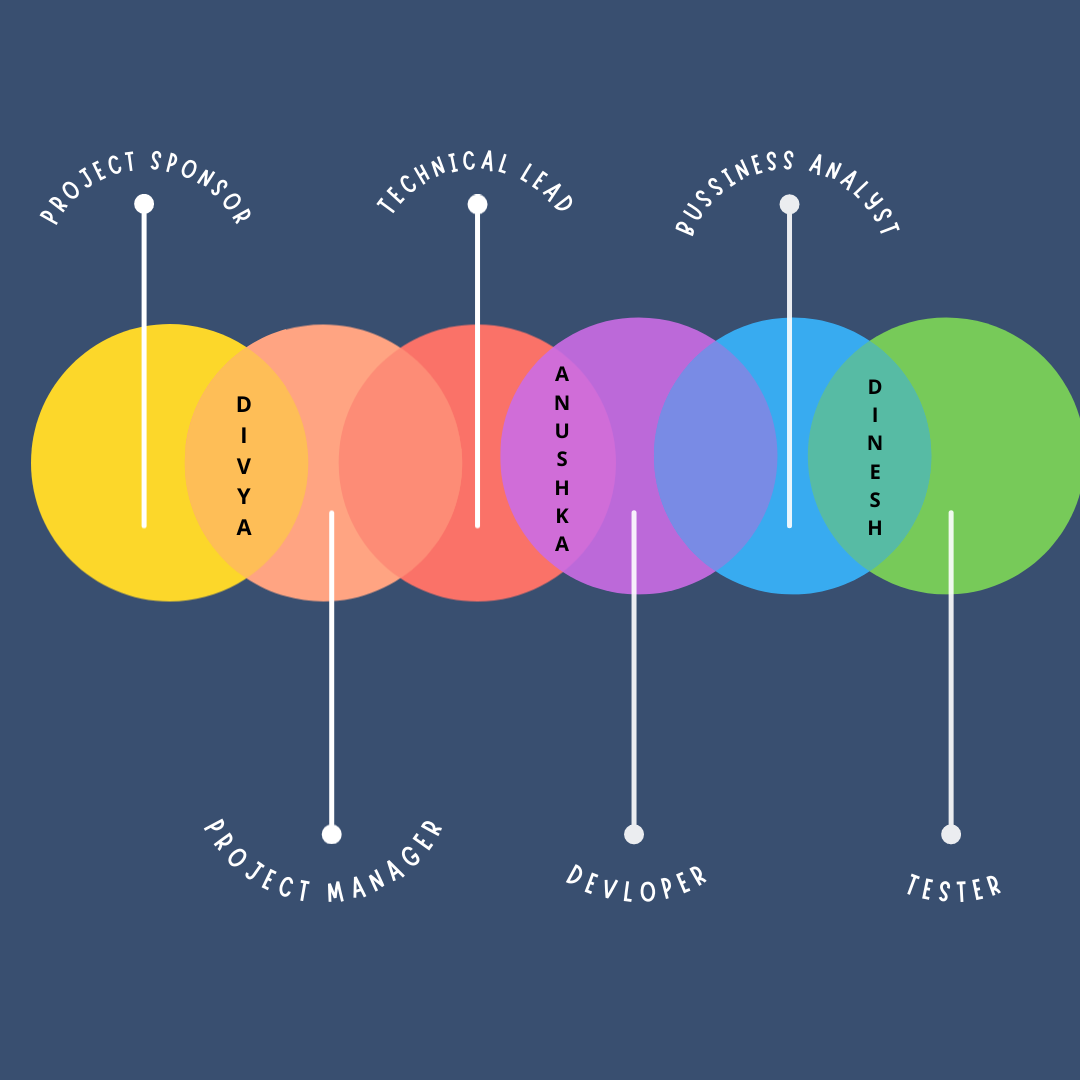 PROJECT SPONSOR
TECHNICAL LEAD
BUSSINESS ANALYST
DIVYA
ANUSHKA
DINESH
PROJECT MANAGER
DEVLOPER
TESTER